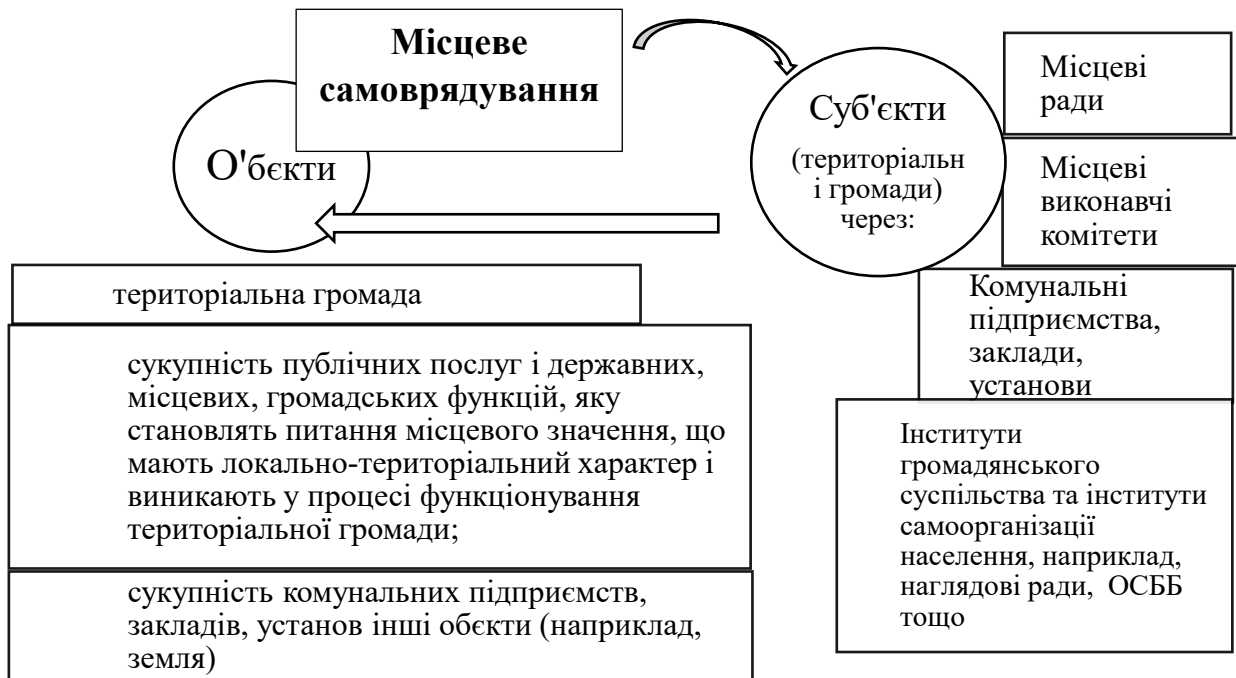 Місцеве
самоврядування
О'бєкти
територіальна громада
сукупність публічних послуг і державних,
місцевих, громадських функцій, яку
становлять питання місцевого значення, що
мають локально-територіальний характер і
виникають у процесі функціонування
територіальної громади;
сукупність комунальних підприємств,
закладів, установ інші обєкти (наприклад,
земля)
Суб'єкти
(територіальн
і громади)
через:
Місцеві
ради
Місцеві
виконавчі
комітети
Комунальні
підприємства,
заклади,
установи
Інститути
громадянського
суспільства та інститути
самоорганізації
населення, наприклад,
наглядові ради, ОСББ
тощо